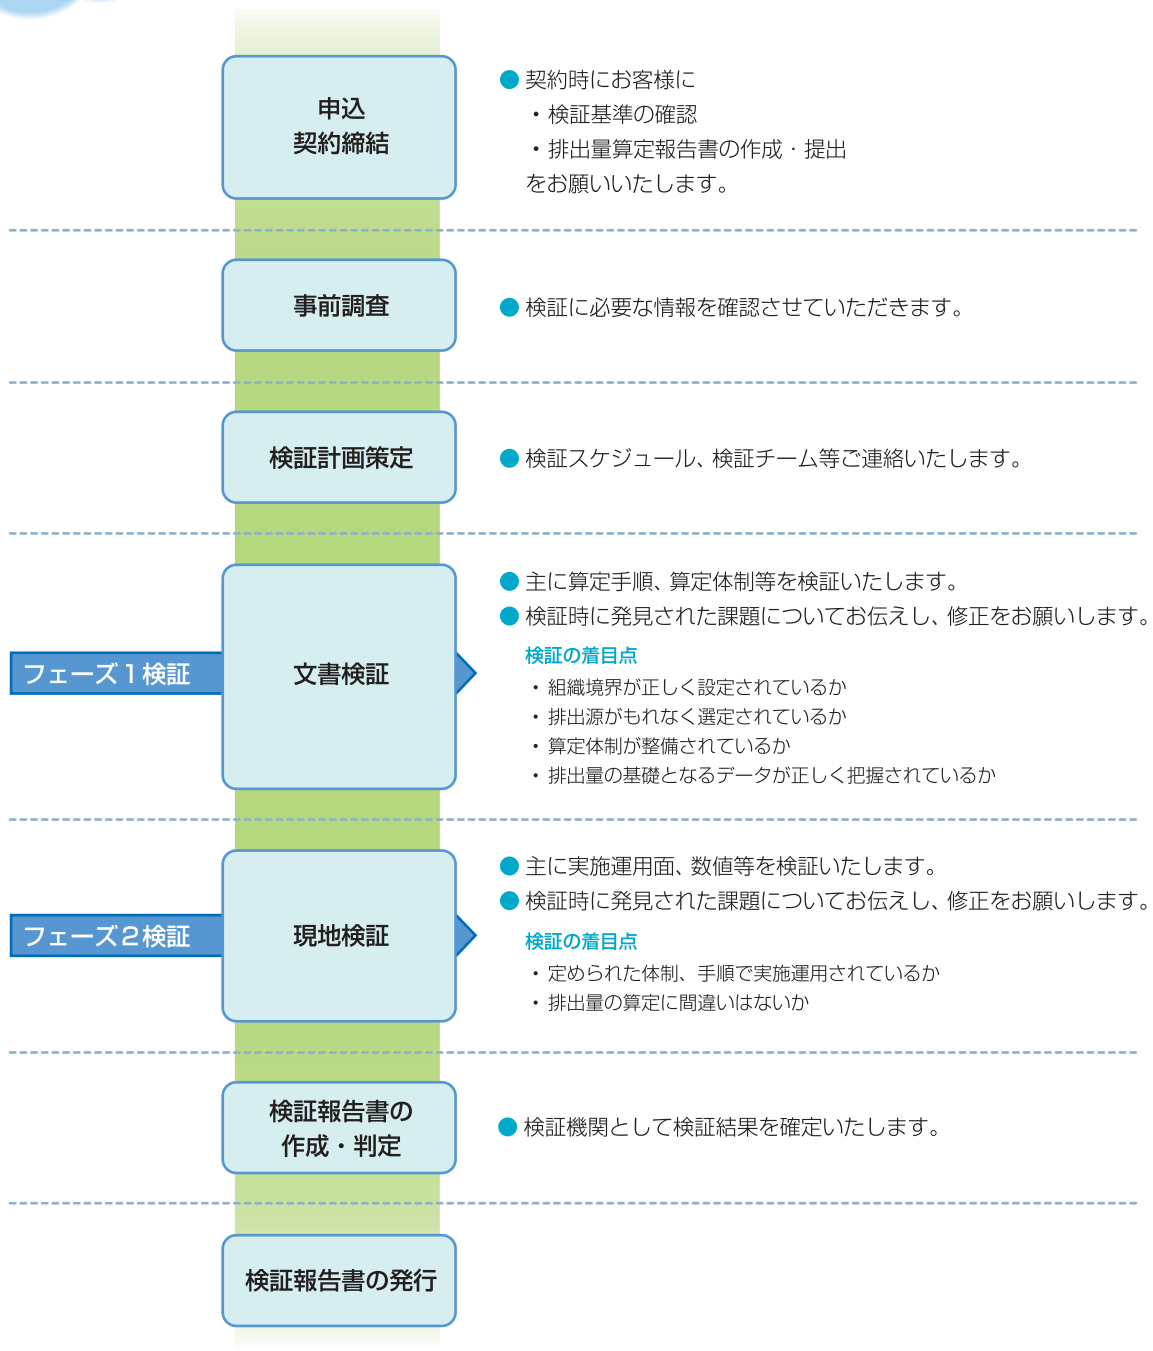 申込
契約締結
● 契約時にお客様に
・検証基準の確認
・排出量算定報告書の作成・提出
をお願いいたします。
事前調査
● 検証に必要な情報を確認させていただきます。
検証計画策定
● 検証スケジュール、検証チーム等ご連絡いたします。
フェーズ1検証
文書検証
● 主に算定手順、算定体制等を検証いたします。
● 検証時に発見された課題についてお伝えし、修正をお願いします。
検証の着目点
・組織境界が正しく設定されているか
・排出源がもれなく選定されているか
・算定体制が整備されているか
・排出量の基礎となるデータが正しく把握されているか
フェーズ2検証
現地検証
● 主に実施運用面、数値等を検証いたします。
● 検証時に発見された課題についてお伝えし、修正をお願いします。
検証の着目点
・定められた体制、手順で実施運用されているか
・排出量の算定に間違いはないか
検証報告書の
作成・判定
● 検証機関として検証結果を確定いたします。
検証報告書の発行